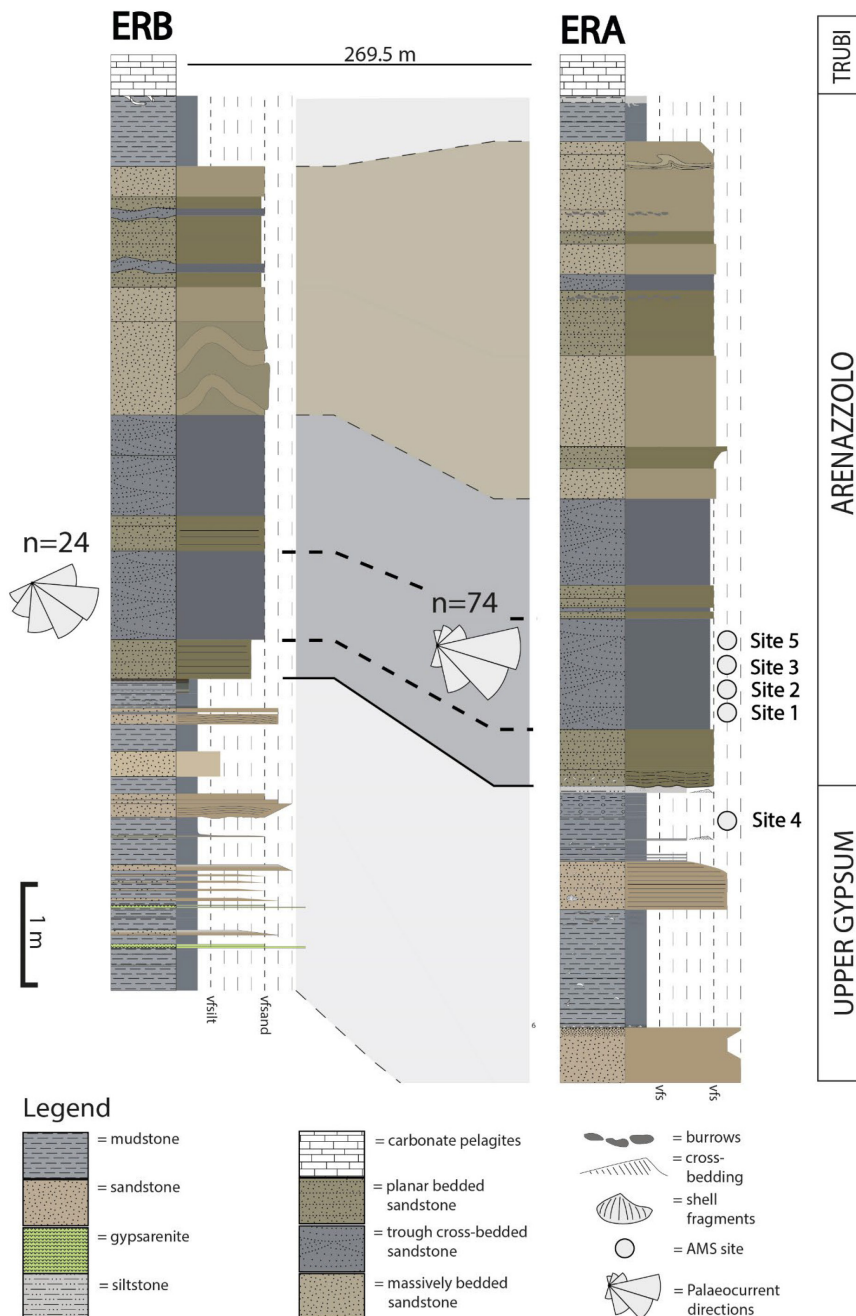 ERB
ERA
269.5 m
TRUBI
ARENAZZOLO
UPPER GYPSUM
n=24
n=74
Site 5
Site 3
Site 2
Site 1
Site 4
1 m
6
vfsilt
vfsand
vfs
vfs
Legend
= mudstone
= sandstone
= gypsarenite
= siltstone
= carbonate pelagites
= planar bedded
sandstone
= trough cross-bedded
sandstone
= massively bedded
sandstone
= burrows
= cross-
bedding
= shell
fragments
= AMS site
= Palaeocurrent
directions